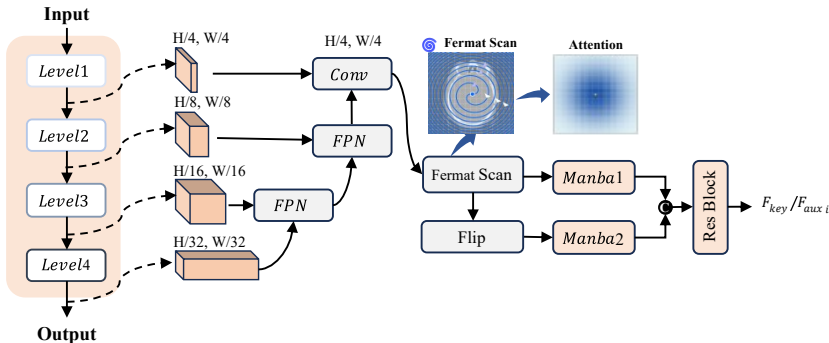 Input
Level1
Level2
Level3
Level4
Output
H/4, W/4
H/8, W/8
H/16, W/16
H/32, W/32
H/4, W/4
Conv
FPN
FPN
Fermat Scan
Attention
Fermat Scan
Flip
Manba1
Manba2
C
Res Block
F_key/F_aux i